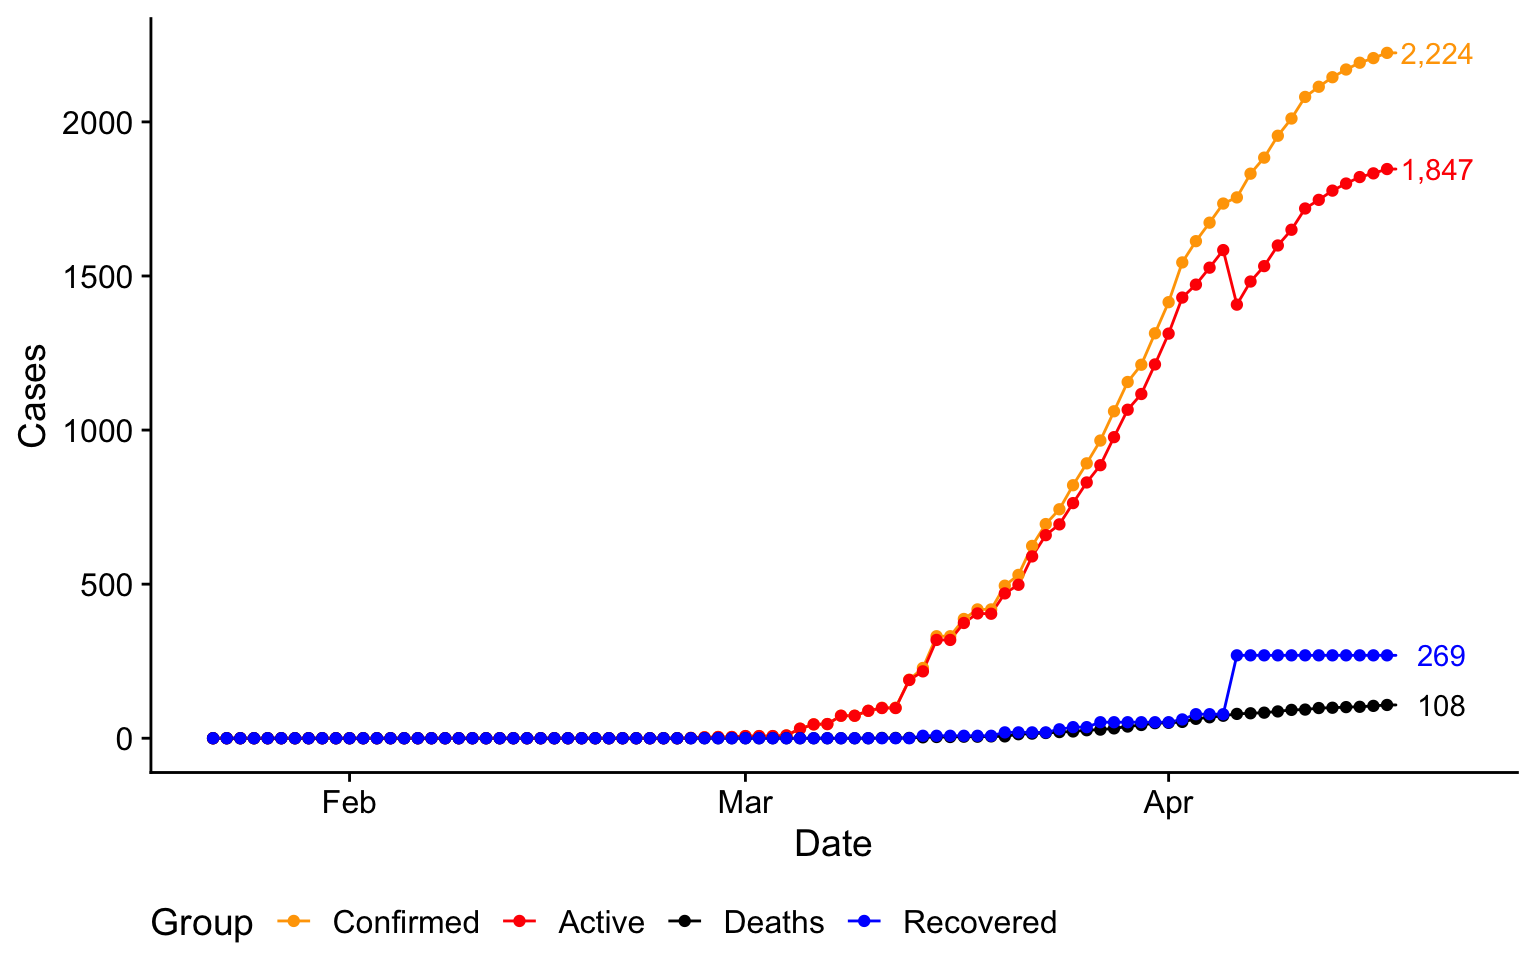 2,224
2000
1,847
1500
Cases
1000
500
269
108
0
Feb Mar Apr
Date
Group Confirmed Active Deaths Recovered